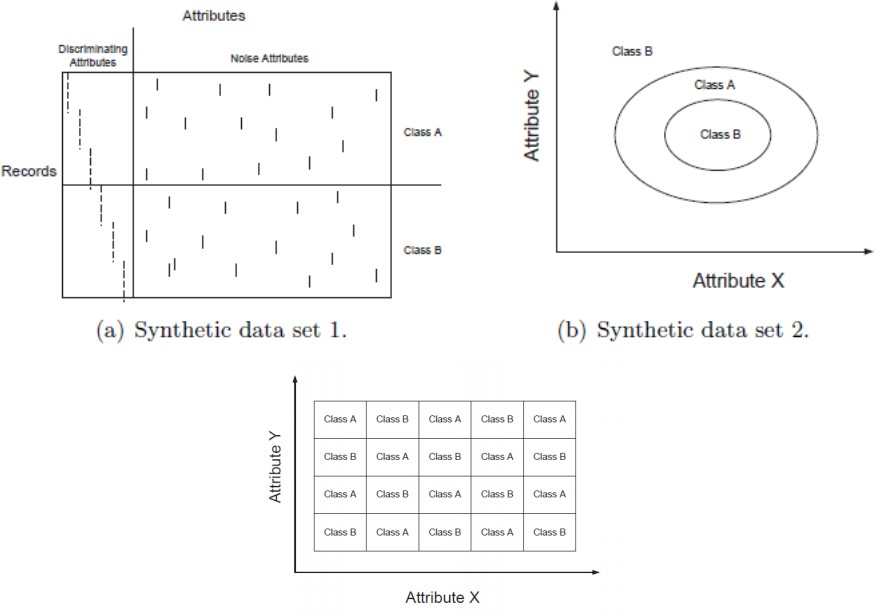 Attributes
Discriminating
Attributes
Noise Attributes
Class A
Records
Class B
(a) Synthetic data set 1.
Class B
Class A
Class B
Attribute Y
Attribute X
(b) Synthetic data set 2.
Attribute Y
Class A Class B Class A Class B Class A
Class B Class A Class B Class A Class B
Class A Class B Class A Class B Class A
Class B Class A Class B Class A Class B
Attribute X